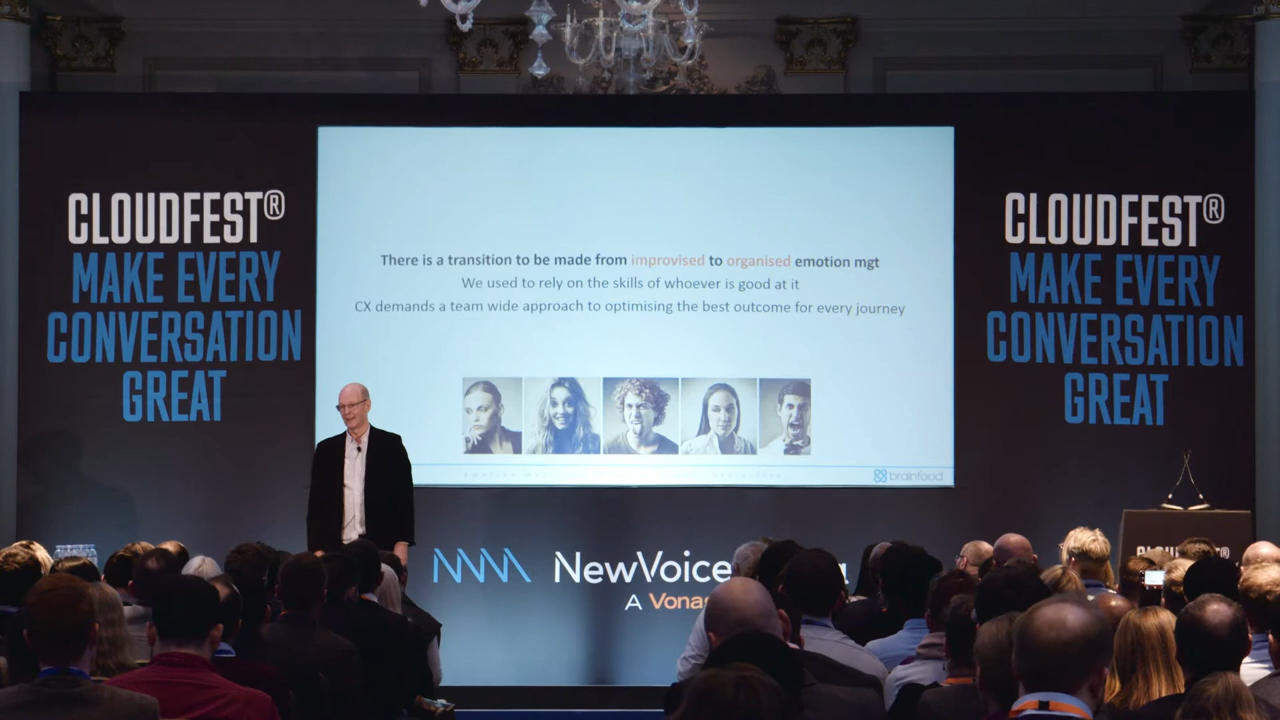 CLOUDFEST®
MAKE EVERY
CONVERSATION
GREAT
There is a transition to be made from improvised to organised emotion mgt
We used to rely on the skills of whoever is good at it
CX demands a team wide approach to optimising the best outcome for every journey
brainfood
CLOUDFEST®
MAKE EVERY
CONVERSATION
GREAT
NewVoice
A Vona